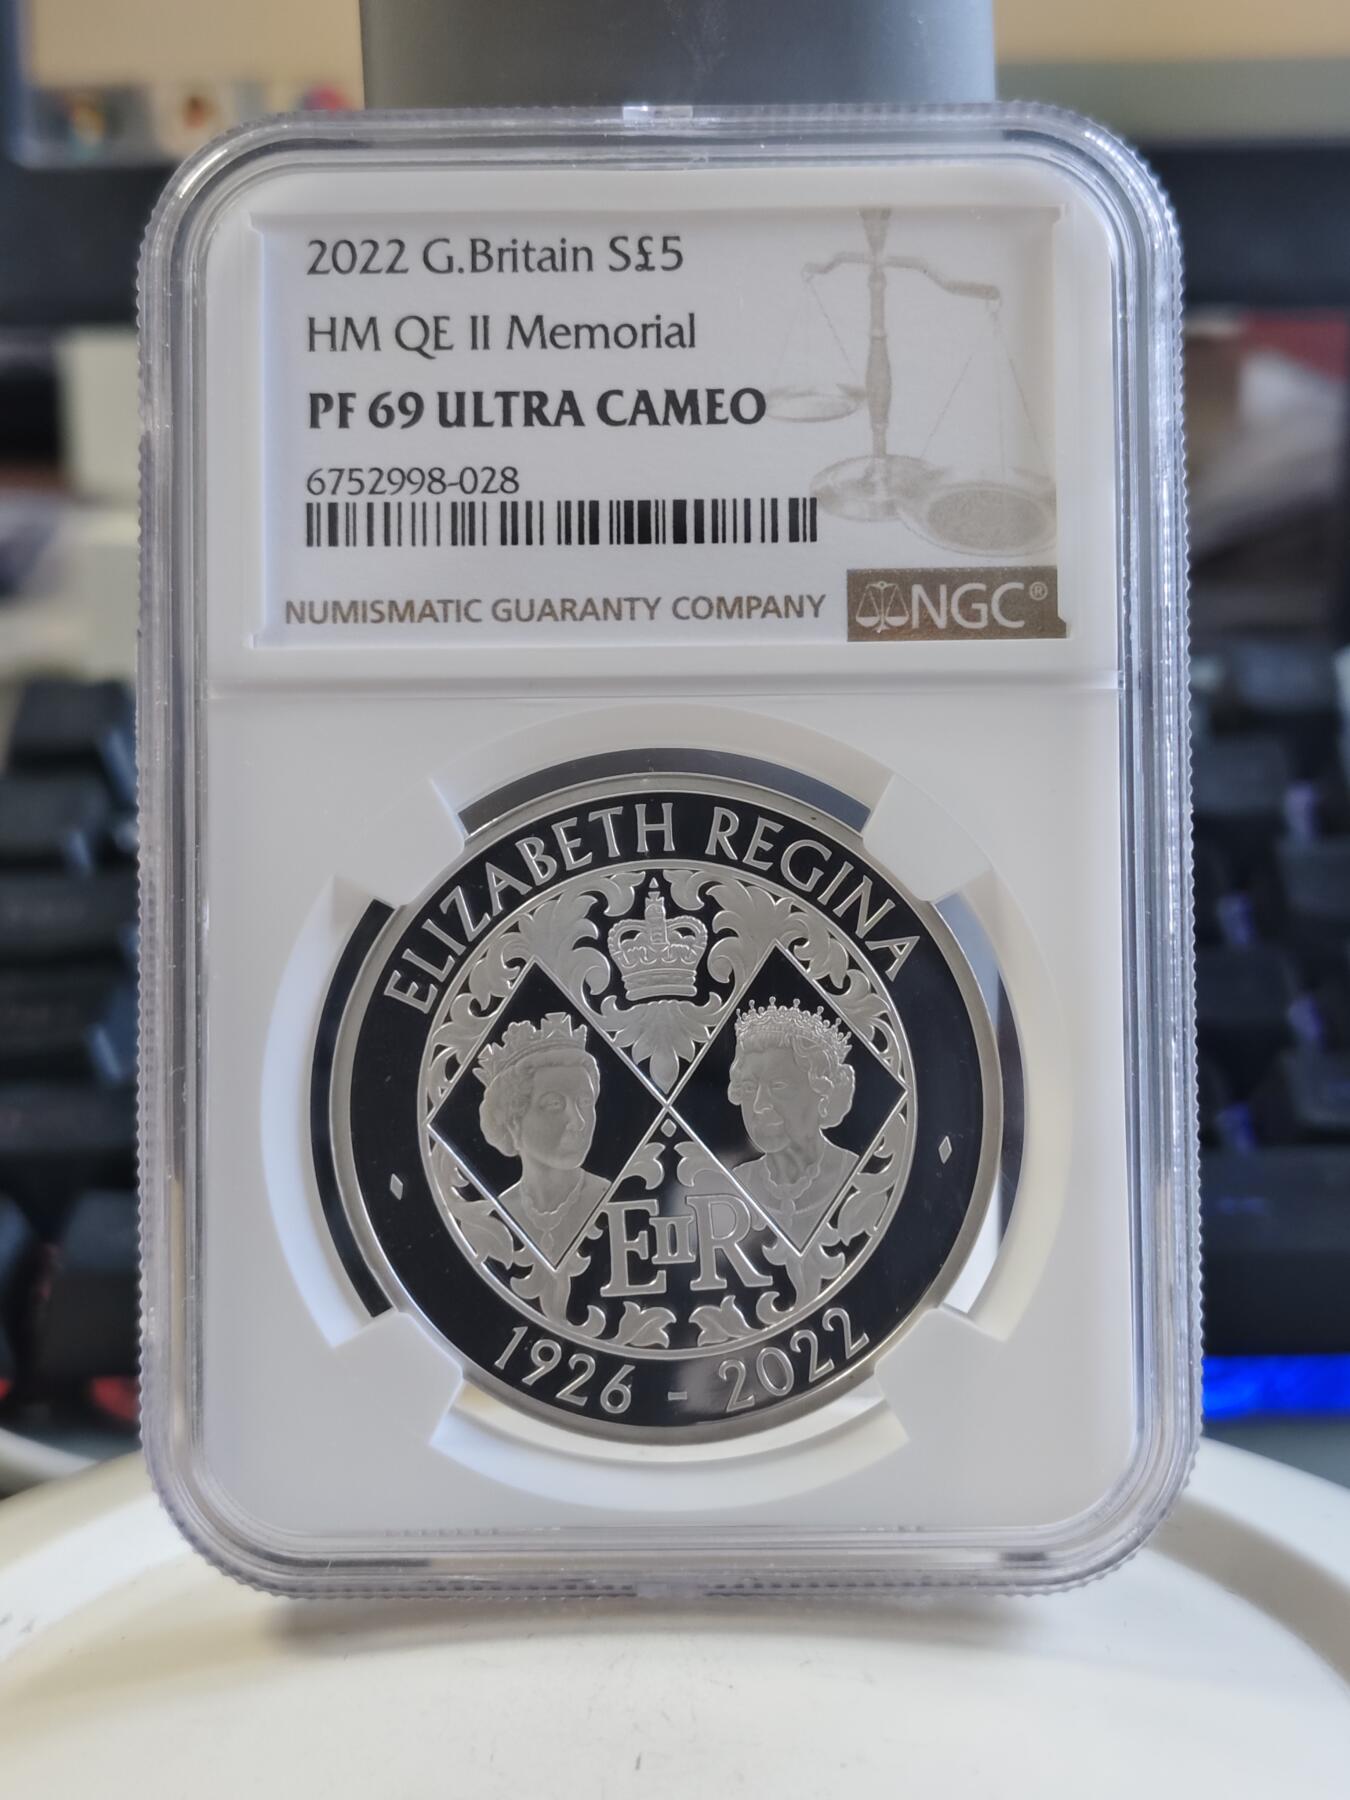 2022 G.Britain S£5
HM QE II Memorial
PF 69 ULTRA CAMEO
6752998-028
NUMISMATIC GUARANTY COMPANY
NGC®
ELIZABETH REGINA
EIIR
1926 - 2022